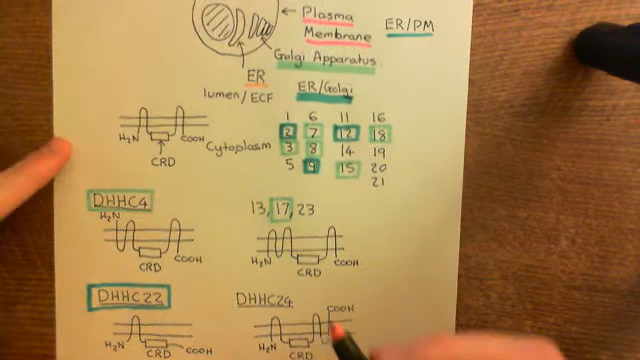 Plasma
Membrane
ER/PM
Golgi Apparatus
ER
lumen/ECF
ER/Golgi
1 6 11 16
2 7 12 18
3 8 14 19
5 9 15 20
21
H₂N
COOH
Cytoplasm
CRD
DHHC4
H₂N
CRD
COOH
13, 17, 23
H₂N
CRD
COOH
DHHC22
H₂N
CRD
COOH
DHHC24
COOH
H₂N
CRD